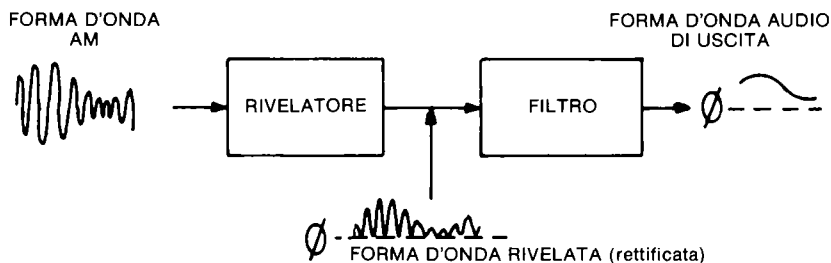 FORMA D'ONDA
AM
FORMA D'ONDA AUDIO
DI USCITA
RIVELATORE
FILTRO
Ø
Ø
FORMA D'ONDA RIVELATA (rettificata)